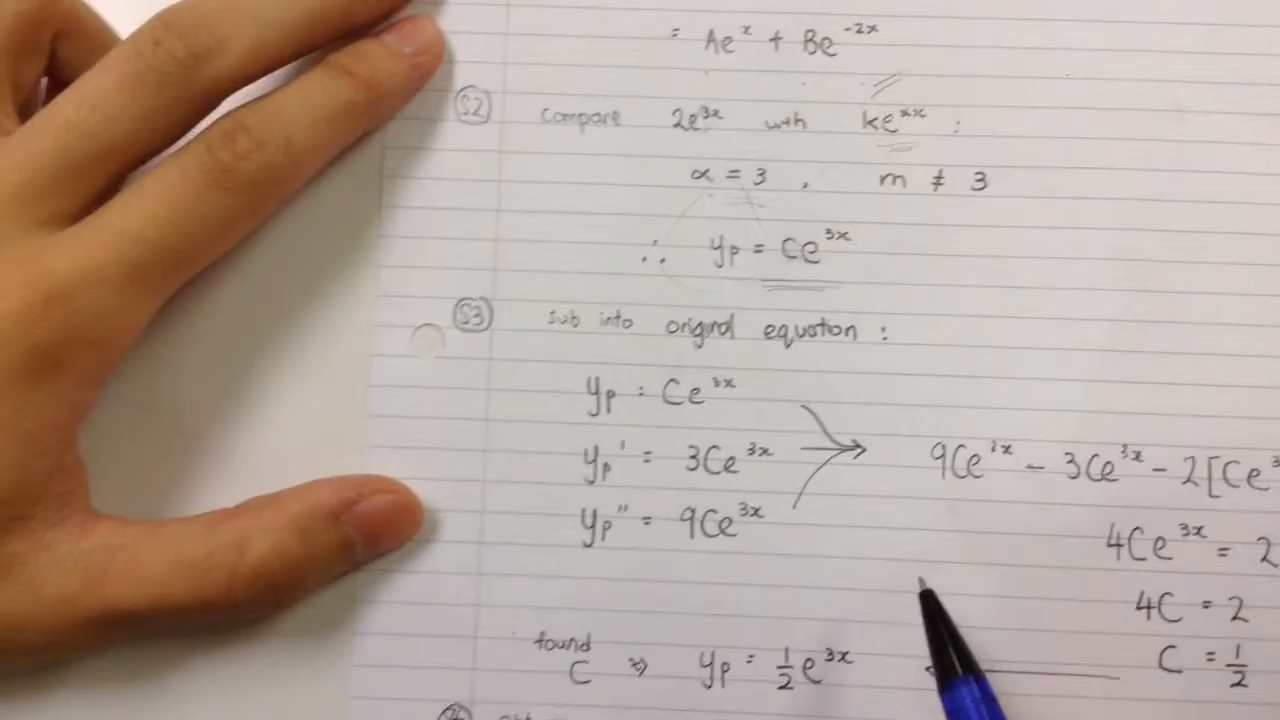 = Ae^x + Be^-2x
S2 compare 2e^3x with ke^αx :
α = 3 , m ≠ 3
∴ yp = Ce^3x
S3 sub into original equation :
yp = Ce^3x
yp' = 3Ce^3x
yp'' = 9Ce^3x
9Ce^3x - 3Ce^3x - 2[Ce^3
4Ce^3x = 2
4C = 2
C = 1/2
found
C ⇒ yp = 1/2 e^3x